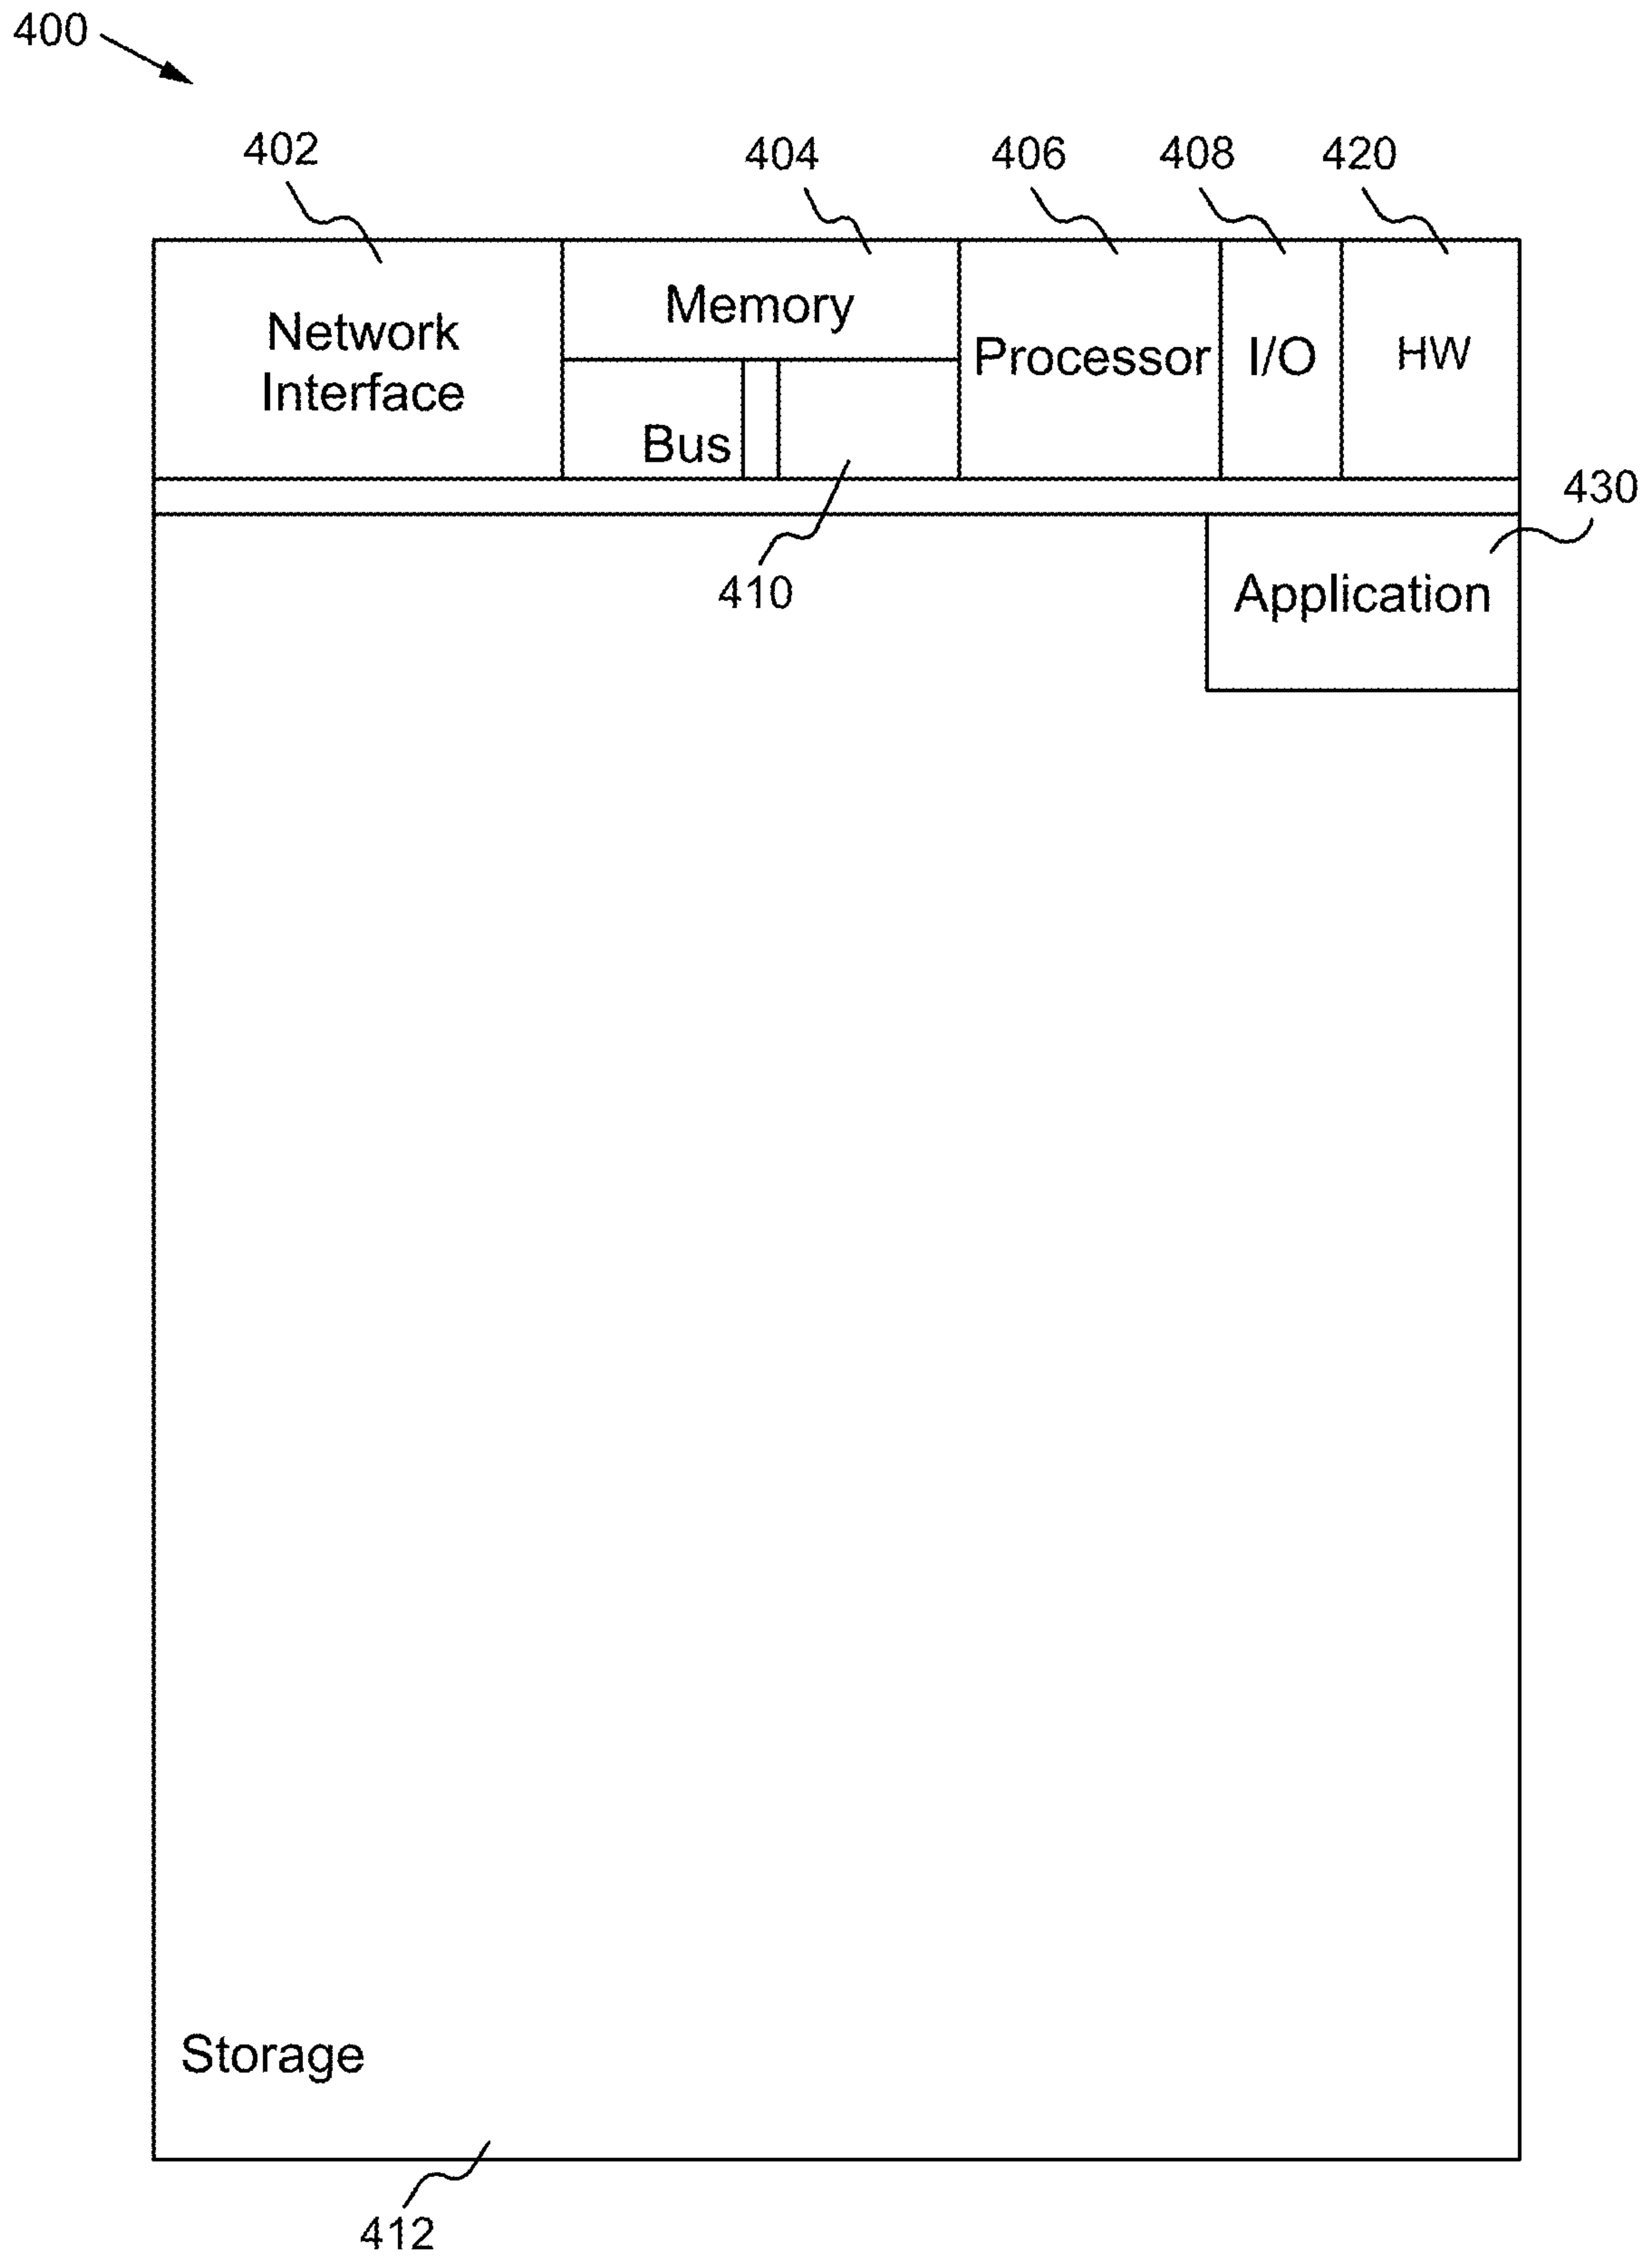 400
402
404
406
408
420
Network
Interface
Memory
Processor
I/O
HW
Bus
430
410
Application
Storage
412